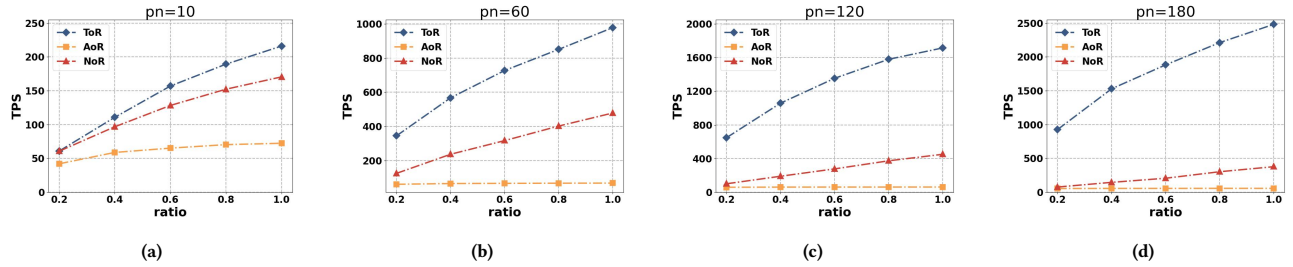 pn=10
250
200
150
100
50
0
TPS
ToR
AoR
NoR
0.2 0.4 0.6 0.8 1.0
ratio
(a)
pn=60
1000
800
600
400
200
TPS
ToR
AoR
NoR
0.2 0.4 0.6 0.8 1.0
ratio
(b)
pn=120
2000
1600
1200
800
400
0
TPS
ToR
AoR
NoR
0.2 0.4 0.6 0.8 1.0
ratio
(c)
pn=180
2500
2000
1500
1000
500
0
TPS
ToR
AoR
NoR
0.2 0.4 0.6 0.8 1.0
ratio
(d)